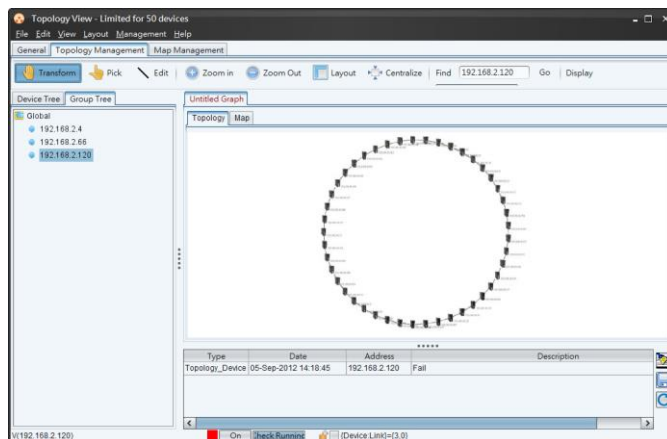 Topology View - Limited for 50 devices
File Edit View Layout Management Help
General Topology Management Map Management
Transform Pick Edit Zoom in Zoom Out Layout Centralize Find 192.168.2.120 Go Display
Device Tree Group Tree
Untitled Graph
Global
192.168.2.4
192.168.2.66
192.168.2.120
Topology Map
Type Date Address Description
Topology_Device 05-Sep-2012 14:18:45 192.168.2.120 Fail
V(192.168.2.120) On Check Running {Device:Link}={3,0}